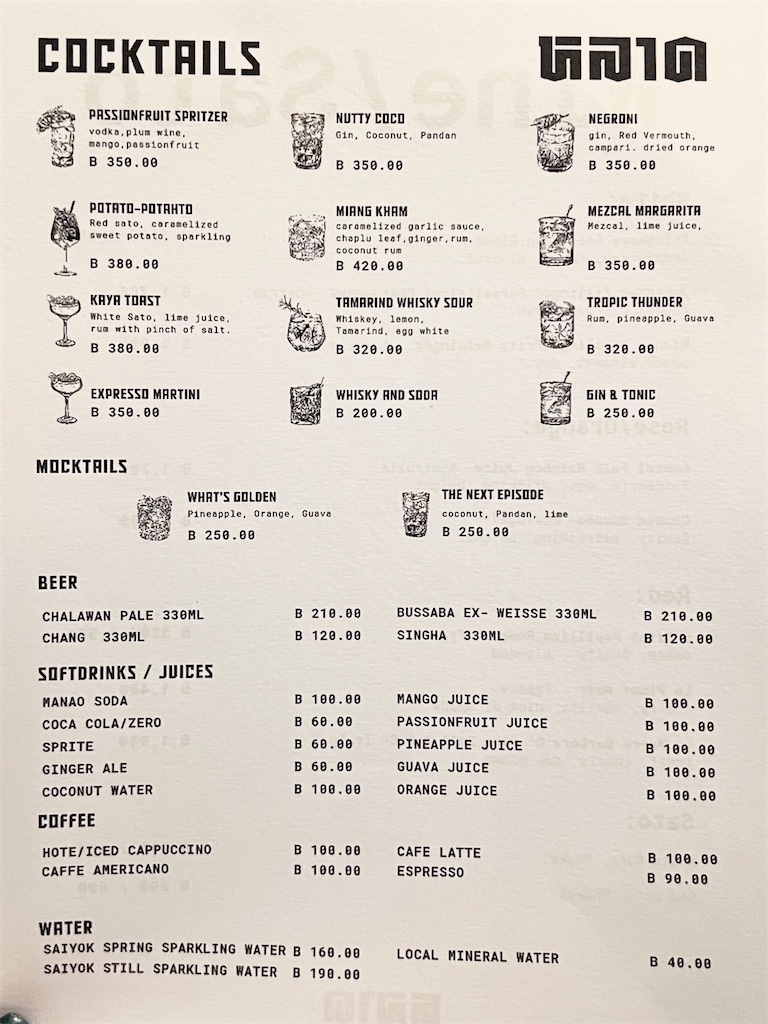 COCKTAILS
ตลาด
PASSIONFRUIT SPRITZER
vodka,plum wine,
mango,passionfruit
B 350.00
NUTTY COCO
Gin, Coconut, Pandan
B 350.00
NEGRONI
gin, Red Vermouth,
campari. dried orange
B 350.00
POTATO-POTAHTO
Red sato, caramelized
sweet potato, sparkling
B 380.00
MIANG KHAM
caramelized garlic sauce,
chaplu leaf,ginger,rum,
coconut rum
B 420.00
MEZCAL MARGARITA
Mezcal, lime juice,
B 350.00
KAYA TOAST
White Sato, lime juice,
rum with pinch of salt.
B 380.00
TAMARIND WHISKY SOUR
Whiskey, lemon,
Tamarind, egg white
B 320.00
TROPIC THUNDER
Rum, pineapple, Guava
B 320.00
EXPRESSO MARTINI
B 350.00
WHISKY AND SODA
B 200.00
GIN & TONIC
B 250.00
MOCKTAILS
WHAT'S GOLDEN
Pineapple, Orange, Guava
B 250.00
THE NEXT EPISODE
coconut, Pandan, lime
B 250.00
BEER
CHALAWAN PALE 330ML B 210.00
BUSSABA EX- WEISSE 330ML B 210.00
CHANG 330ML B 120.00
SINGHA 330ML B 120.00
SOFTDRINKS / JUICES
MANAO SODA B 100.00
MANGO JUICE B 100.00
COCA COLA/ZERO B 60.00
PASSIONFRUIT JUICE B 100.00
SPRITE B 60.00
PINEAPPLE JUICE B 100.00
GINGER ALE B 60.00
GUAVA JUICE B 100.00
COCONUT WATER B 100.00
ORANGE JUICE B 100.00
COFFEE
HOTE/ICED CAPPUCCINO B 100.00
CAFE LATTE B 100.00
CAFFE AMERICANO B 100.00
ESPRESSO B 90.00
WATER
SAIYOK SPRING SPARKLING WATER B 160.00
LOCAL MINERAL WATER B 40.00
SAIYOK STILL SPARKLING WATER B 190.00